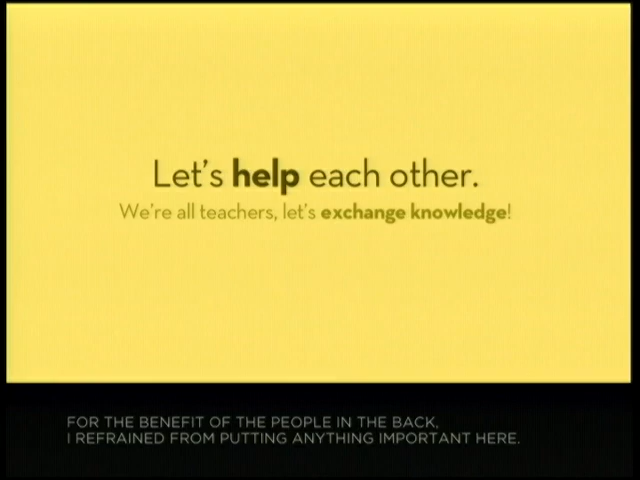 Let's help each other.
We're all teachers, let's exchange knowledge!
FOR THE BENEFIT OF THE PEOPLE IN THE BACK,
I REFRAINED FROM PUTTING ANYTHING IMPORTANT HERE.